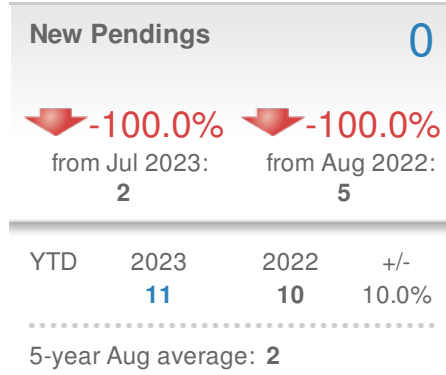 New Pendings 0
-100.0% -100.0%
from Jul 2023: from Aug 2022:
2 5
YTD 2023 2022 +/-
11 10 10.0%
5-year Aug average: 2